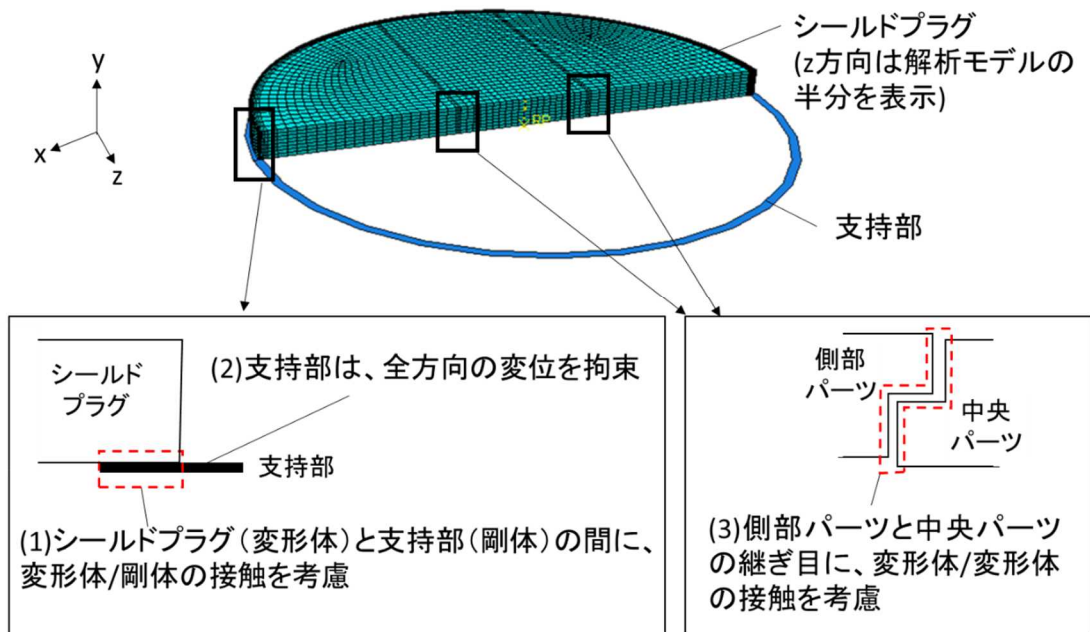 シールドプラグ
(z方向は解析モデルの
半分を表示)
y
x
z
RP
支持部
シールド
プラグ
(2)支持部は、全方向の変位を拘束
支持部
(1)シールドプラグ(変形体)と支持部(剛体)の間に、
変形体/剛体の接触を考慮
側部
パーツ
中央
パーツ
(3)側部パーツと中央パーツ
の継ぎ目に、変形体/変形体
の接触を考慮